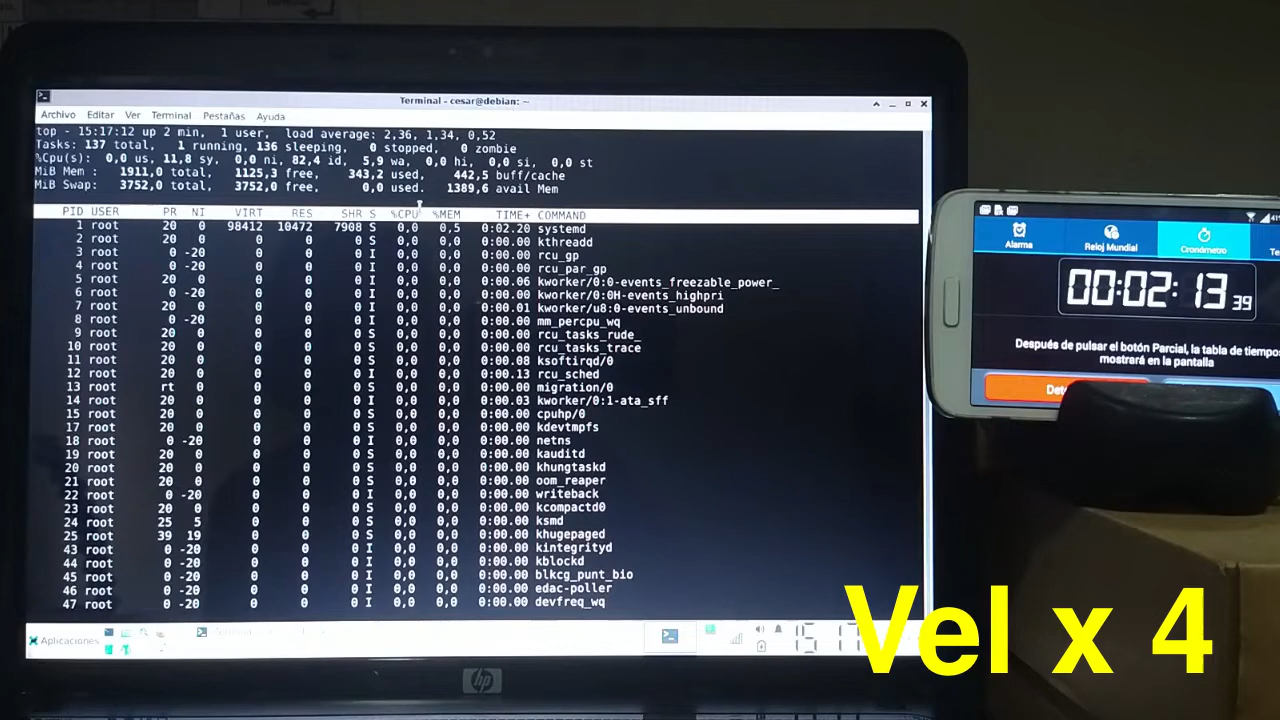 Terminal - cesar@debian: ~
Archivo Editar Ver Terminal Pestañas Ayuda
top - 15:17:12 up 2 min, 1 user, load average: 2,36, 1,34, 0,52
Tasks: 137 total, 1 running, 136 sleeping, 0 stopped, 0 zombie
%Cpu(s): 0,0 us, 11,8 sy, 0,0 ni, 82,4 id, 5,9 wa, 0,0 hi, 0,0 si, 0,0 st
MiB Mem : 1911,0 total, 1125,3 free, 343,2 used, 442,5 buff/cache
MiB Swap: 3752,0 total, 3752,0 free, 0,0 used. 1389,6 avail Mem
PID USER PR NI VIRT RES SHR S %CPU %MEM TIME+ COMMAND
1 root 20 0 98412 10472 7908 S 0,0 0,5 0:02.20 systemd
2 root 20 0 0 0 0 S 0,0 0,0 0:00.00 kthreadd
3 root 0 -20 0 0 0 I 0,0 0,0 0:00.00 rcu_gp
4 root 0 -20 0 0 0 I 0,0 0,0 0:00.00 rcu_par_gp
5 root 20 0 0 0 0 I 0,0 0,0 0:00.06 kworker/0:0-events_freezable_power_
6 root 0 -20 0 0 0 I 0,0 0,0 0:00.00 kworker/0:0H-events_highpri
7 root 20 0 0 0 0 I 0,0 0,0 0:00.01 kworker/u8:0-events_unbound
8 root 0 -20 0 0 0 I 0,0 0,0 0:00.00 mm_percpu_wq
9 root 20 0 0 0 0 S 0,0 0,0 0:00.00 rcu_tasks_rude_
10 root 20 0 0 0 0 S 0,0 0,0 0:00.00 rcu_tasks_trace
11 root 20 0 0 0 0 S 0,0 0,0 0:00.08 ksoftirqd/0
12 root 20 0 0 0 0 I 0,0 0,0 0:00.13 rcu_sched
13 root rt 0 0 0 0 S 0,0 0,0 0:00.00 migration/0
14 root 20 0 0 0 0 I 0,0 0,0 0:00.03 kworker/0:1-ata_sff
15 root 20 0 0 0 0 S 0,0 0,0 0:00.00 cpuhp/0
17 root 20 0 0 0 0 S 0,0 0,0 0:00.00 kdevtmpfs
18 root 0 -20 0 0 0 I 0,0 0,0 0:00.00 netns
19 root 20 0 0 0 0 S 0,0 0,0 0:00.00 kauditd
20 root 20 0 0 0 0 S 0,0 0,0 0:00.00 khungtaskd
21 root 20 0 0 0 0 S 0,0 0,0 0:00.00 oom_reaper
22 root 0 -20 0 0 0 I 0,0 0,0 0:00.00 writeback
23 root 20 0 0 0 0 S 0,0 0,0 0:00.00 kcompactd0
24 root 25 5 0 0 0 S 0,0 0,0 0:00.00 ksmd
25 root 39 19 0 0 0 S 0,0 0,0 0:00.00 khugepaged
43 root 0 -20 0 0 0 I 0,0 0,0 0:00.00 kintegrityd
44 root 0 -20 0 0 0 I 0,0 0,0 0:00.00 kblockd
45 root 0 -20 0 0 0 I 0,0 0,0 0:00.00 blkcg_punt_bio
46 root 0 -20 0 0 0 I 0,0 0,0 0:00.00 edac-poller
47 root 0 -20 0 0 0 I 0,0 0,0 0:00.00 devfreq_wq
Aplicaciones
15 17
hp
Alarma Reloj Mundial Cronómetro
00:02:13 39
Después de pulsar el botón Parcial, la tabla de tiempos
mostrará en la pantalla
Vel x 4